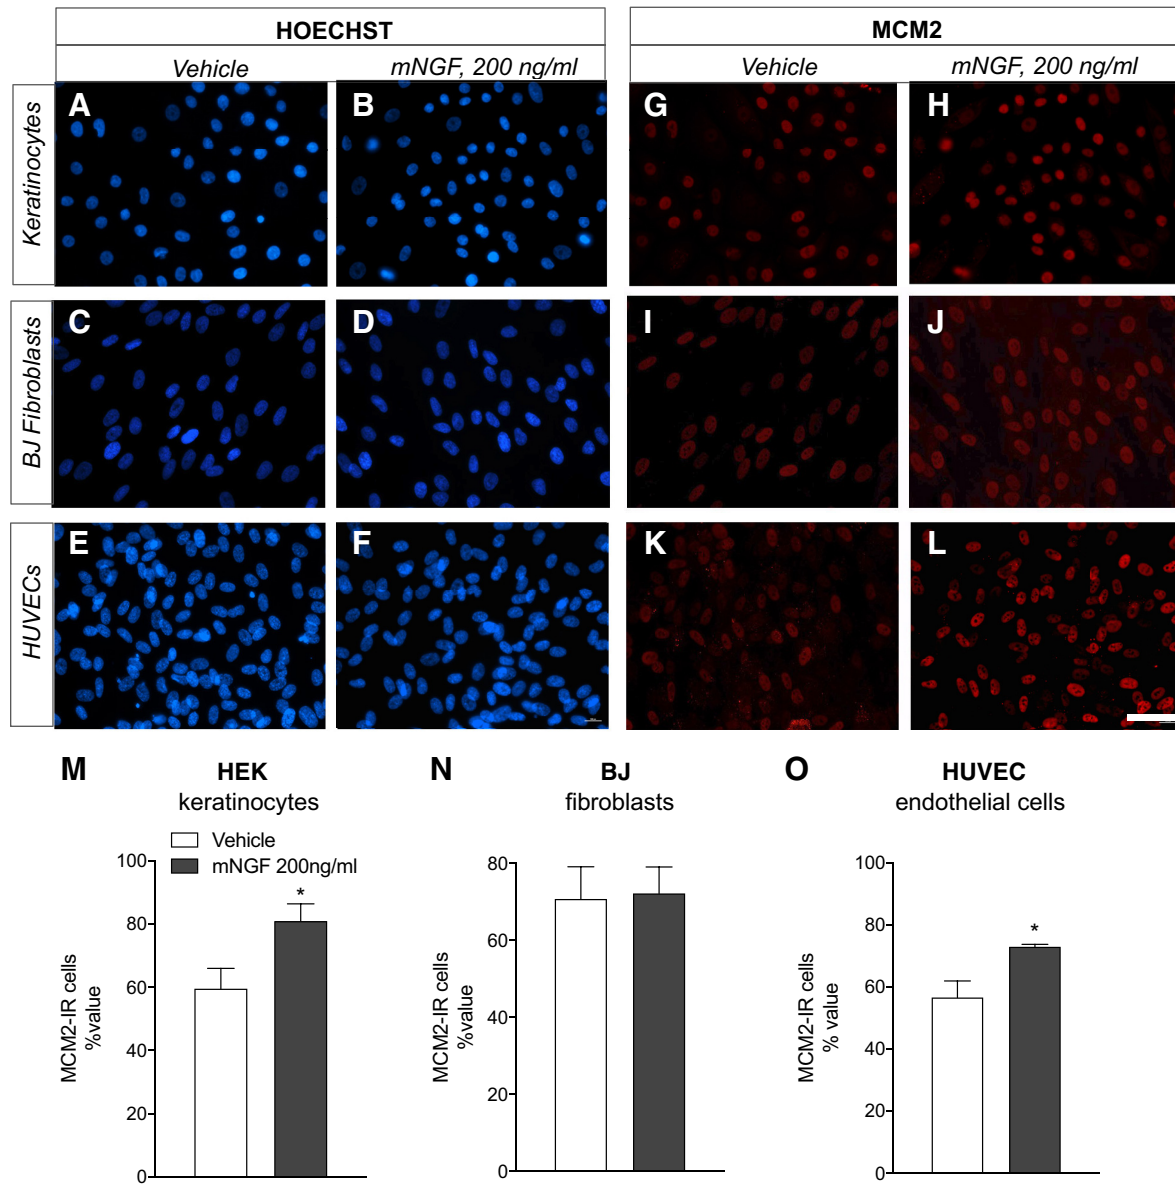 HOECHST
MCM2
Vehicle
mNGF, 200 ng/ml
Vehicle
mNGF, 200 ng/ml
Keratinocytes
A
B
G
H
BJ Fibroblasts
C
D
I
J
HUVECs
E
F
K
L
M
HEK
keratinocytes
Vehicle
mNGF 200ng/ml
MCM2-IR cells
%value
100
80
60
40
20
0
*
N
BJ
fibroblasts
MCM2-IR cells
%value
80
60
40
20
0
O
HUVEC
endothelial cells
MCM2-IR cells
% value
100
80
60
40
20
0
*